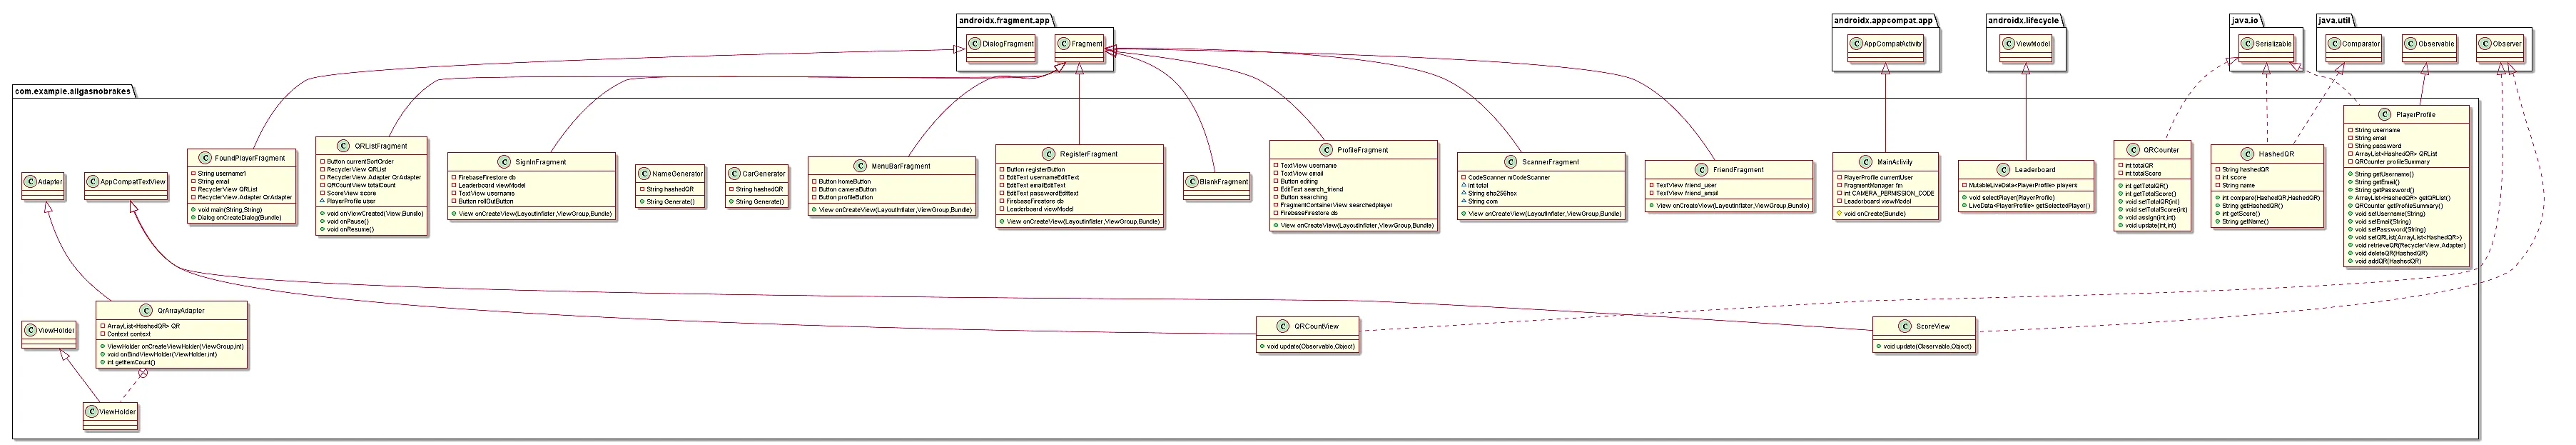 androidx.fragment.app
C DialogFragment
C Fragment
androidx.appcompat.app
C AppCompatActivity
androidx.lifecycle
C ViewModel
java.io
C Serializable
java.util
C Comparator
C Observable
C Observer
com.example.allgasnobrakes
C Adapter
C AppCompatTextView
C FoundPlayerFragment
String username1
String email
RecyclerView QRList
RecyclerView.Adapter QrAdapter
void main(String,String)
Dialog onCreateDialog(Bundle)
C QRListFragment
Button currentSortOrder
RecyclerView QRList
RecyclerView.Adapter QrAdapter
QRCountView totalCount
ScoreView score
PlayerProfile user
void onViewCreated(View,Bundle)
void onPause()
void onResume()
C SignInFragment
FirebaseFirestore db
Leaderboard viewModel
TextView username
Button rollOutButton
View onCreateView(LayoutInflater,ViewGroup,Bundle)
C NameGenerator
String hashedQR
String Generate()
C CarGenerator
String hashedQR
String Generate()
C MenuBarFragment
Button homeButton
Button cameraButton
Button profileButton
View onCreateView(LayoutInflater,ViewGroup,Bundle)
C RegisterFragment
Button registerButton
EditText usernameEditText
EditText emailEditText
EditText passwordEditText
FirebaseFirestore db
Leaderboard viewModel
View onCreateView(LayoutInflater,ViewGroup,Bundle)
C BlankFragment
C ProfileFragment
TextView username
TextView email
Button editing
EditText search_friend
Button searching
FragmentContainerView searchedplayer
FirebaseFirestore db
View onCreateView(LayoutInflater,ViewGroup,Bundle)
C ScannerFragment
CodeScanner mCodeScanner
int total
String sha256hex
String com
View onCreateView(LayoutInflater,ViewGroup,Bundle)
C FriendFragment
TextView friend_user
TextView friend_email
View onCreateView(LayoutInflater,ViewGroup,Bundle)
C MainActivity
PlayerProfile currentUser
FragmentManager fm
int CAMERA_PERMISSION_CODE
Leaderboard viewModel
void onCreate(Bundle)
C Leaderboard
MutableLiveData<PlayerProfile> players
void selectPlayer(PlayerProfile)
LiveData<PlayerProfile> getSelectedPlayer()
C QRCounter
int totalQR
int totalScore
int getTotalQR()
int getTotalScore()
void setTotalQR(int)
void setTotalScore(int)
void assign(int,int)
void update(int,int)
C HashedQR
String hashedQR
int score
String name
int compare(HashedQR,HashedQR)
String getHashedQR()
int getScore()
String getName()
C PlayerProfile
String username
String email
String password
ArrayList<HashedQR> QRList
QRCounter profileSummary
String getUsername()
String getEmail()
String getPassword()
ArrayList<HashedQR> getQRList()
QRCounter getProfileSummary()
void setUsername(String)
void setEmail(String)
void setPassword(String)
void setQRList(ArrayList<HashedQR>)
void retrieveQR(RecyclerView.Adapter)
void deleteQR(HashedQR)
void addQR(HashedQR)
C QrArrayAdapter
ArrayList<HashedQR> QR
Context context
ViewHolder onCreateViewHolder(ViewGroup,int)
void onBindViewHolder(ViewHolder,int)
int getItemCount()
C ViewHolder
C QRCountView
void update(Observable,Object)
C ScoreView
void update(Observable,Object)
C ViewHolder